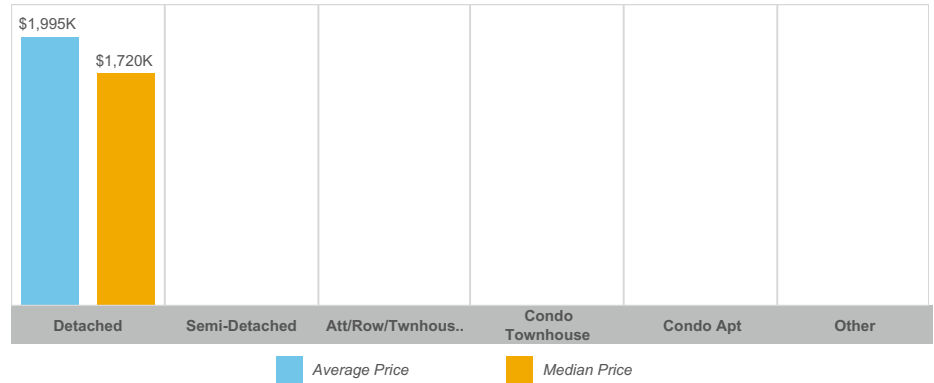 $1,995K
$1,720K
Detached
Semi-Detached
Att/Row/Twnhous..
Condo
Townhouse
Condo Apt
Other
Average Price
Median Price